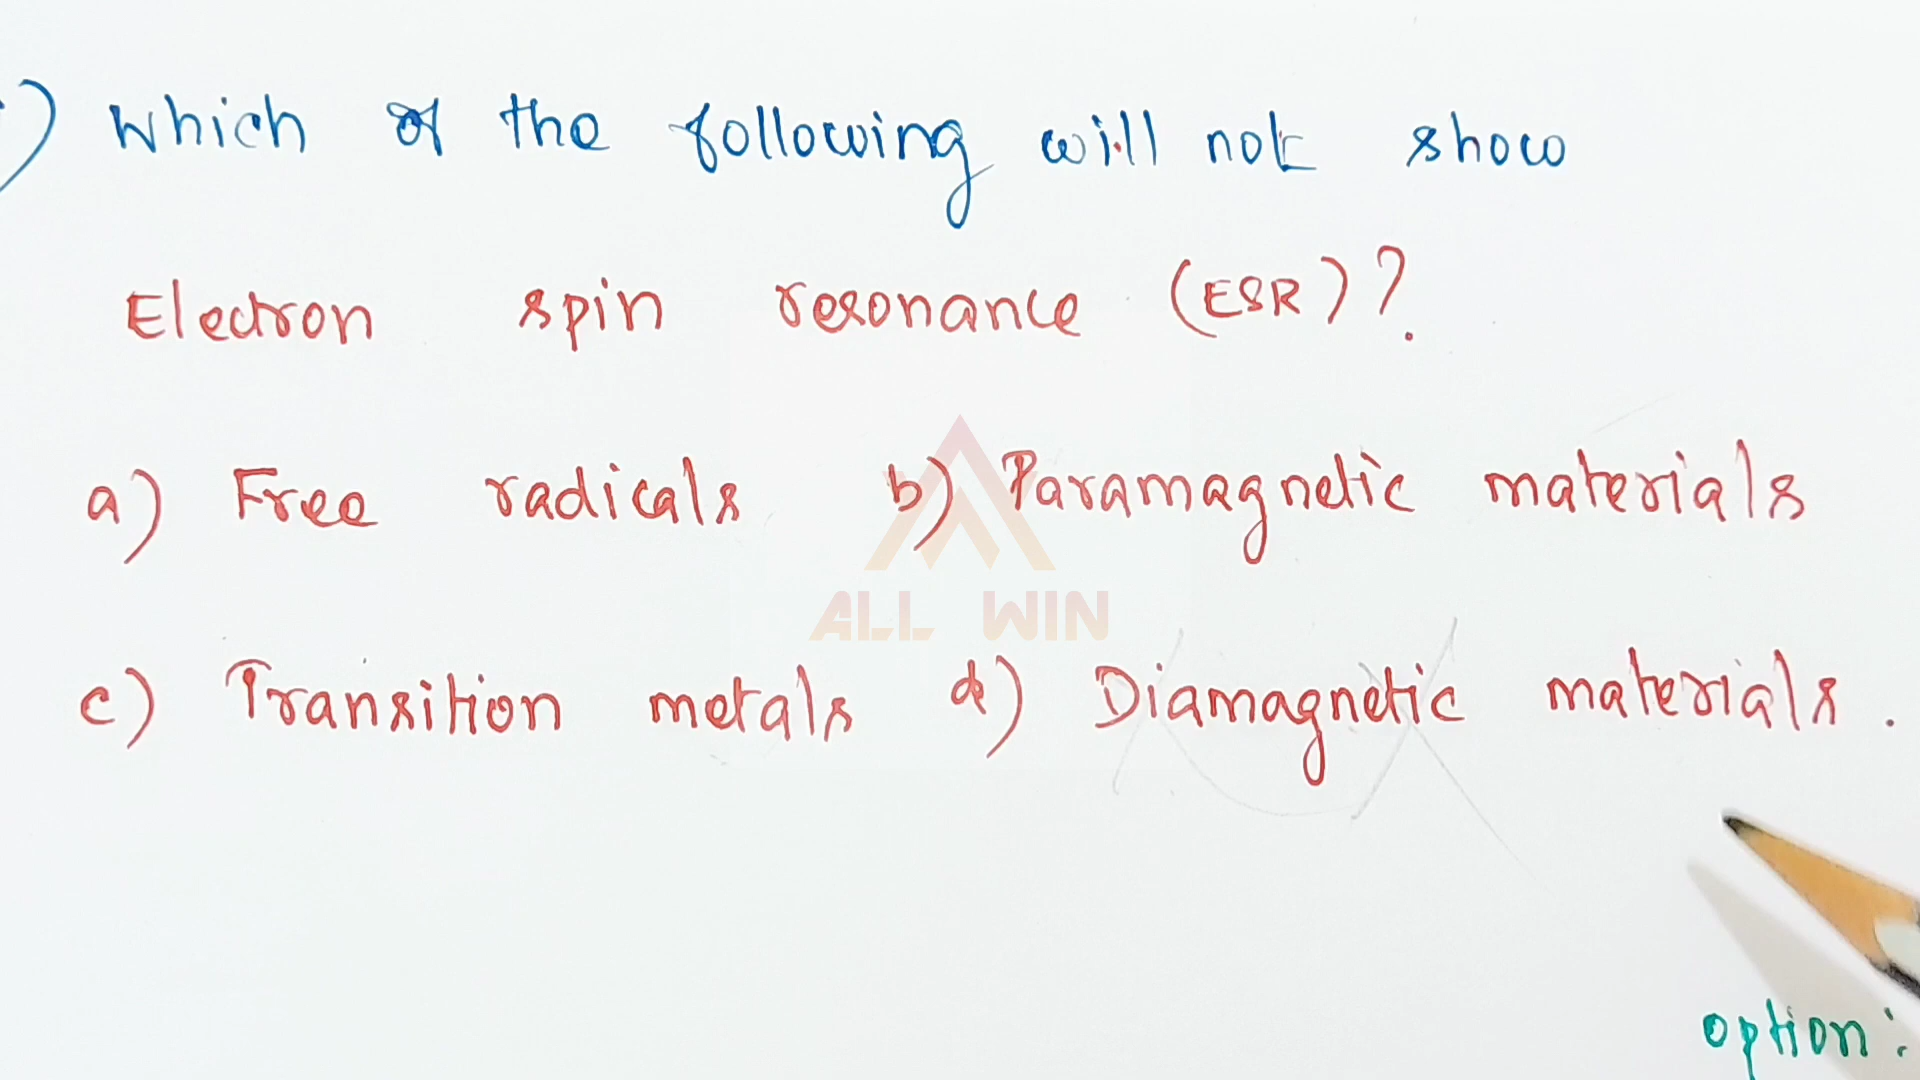 ) Which of the following will not show
Electron spin resonance (ESR)?
a) Free radicals b) Paramagnetic materials
ALL WIN
c) Transition metals d) Diamagnetic materials.
option: